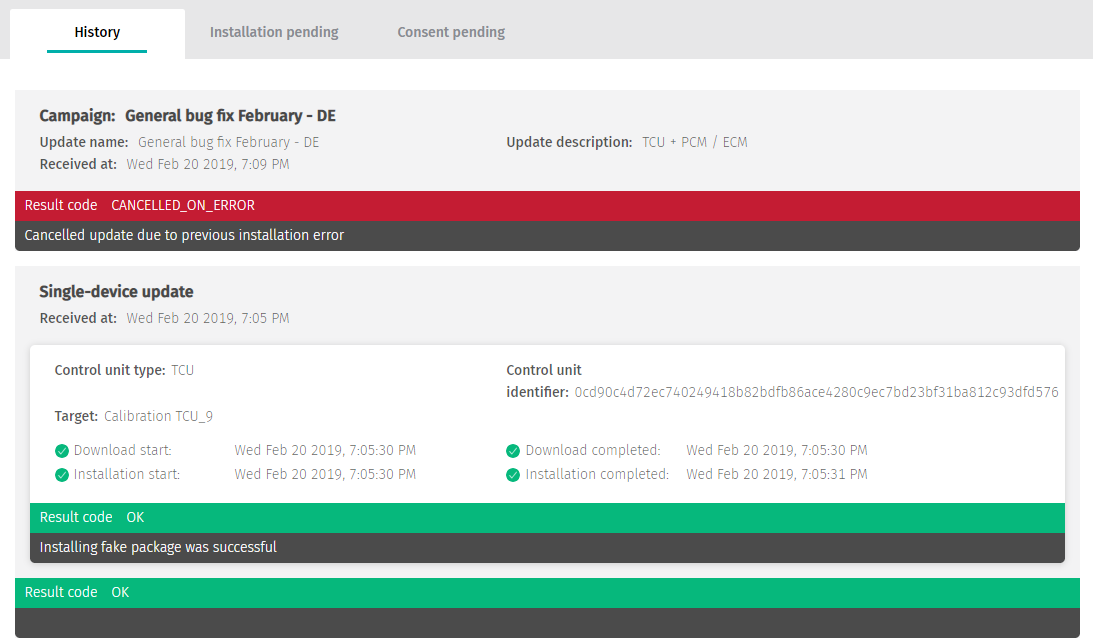 History Installation pending Consent pending
Campaign: General bug fix February - DE
Update name: General bug fix February - DE Update description: TCU + PCM / ECM
Received at: Wed Feb 20 2019, 7:09 PM
Result code CANCELLED_ON_ERROR
Cancelled update due to previous installation error
Single-device update
Received at: Wed Feb 20 2019, 7:05 PM
Control unit type: TCU Control unit
identifier: 0cd90c4d72ec740249418b82bdfb86ace4280c9ec7bd23bf31ba812c93dfd576
Target: Calibration TCU_9
Download start: Wed Feb 20 2019, 7:05:30 PM Download completed: Wed Feb 20 2019, 7:05:30 PM
Installation start: Wed Feb 20 2019, 7:05:30 PM Installation completed: Wed Feb 20 2019, 7:05:31 PM
Result code OK
Installing fake package was successful
Result code OK